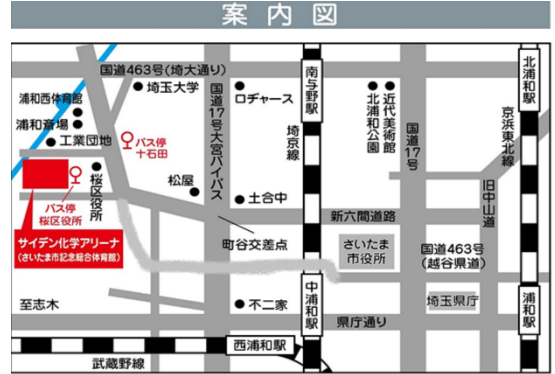 案内図
国道463号(埼大通り)
南与野駅
北浦和駅
浦和西体育館
埼玉大学
国道17号大宮バイパス
ロヂャース
近代美術館
北浦和公園
国道17号
京浜東北線
浦和斎場
工業団地
バス停
十石田
埼京線
旧中山道
桜区役所
松屋
土合中
バス停
桜区役所
新六間道路
サイデン化学アリーナ
(さいたま市記念総合体育館)
町谷交差点
さいたま
市役所
国道463号
(越谷県道)
至志木
不二家
中浦和駅
埼玉県庁
浦和駅
県庁通り
西浦和駅
武蔵野線